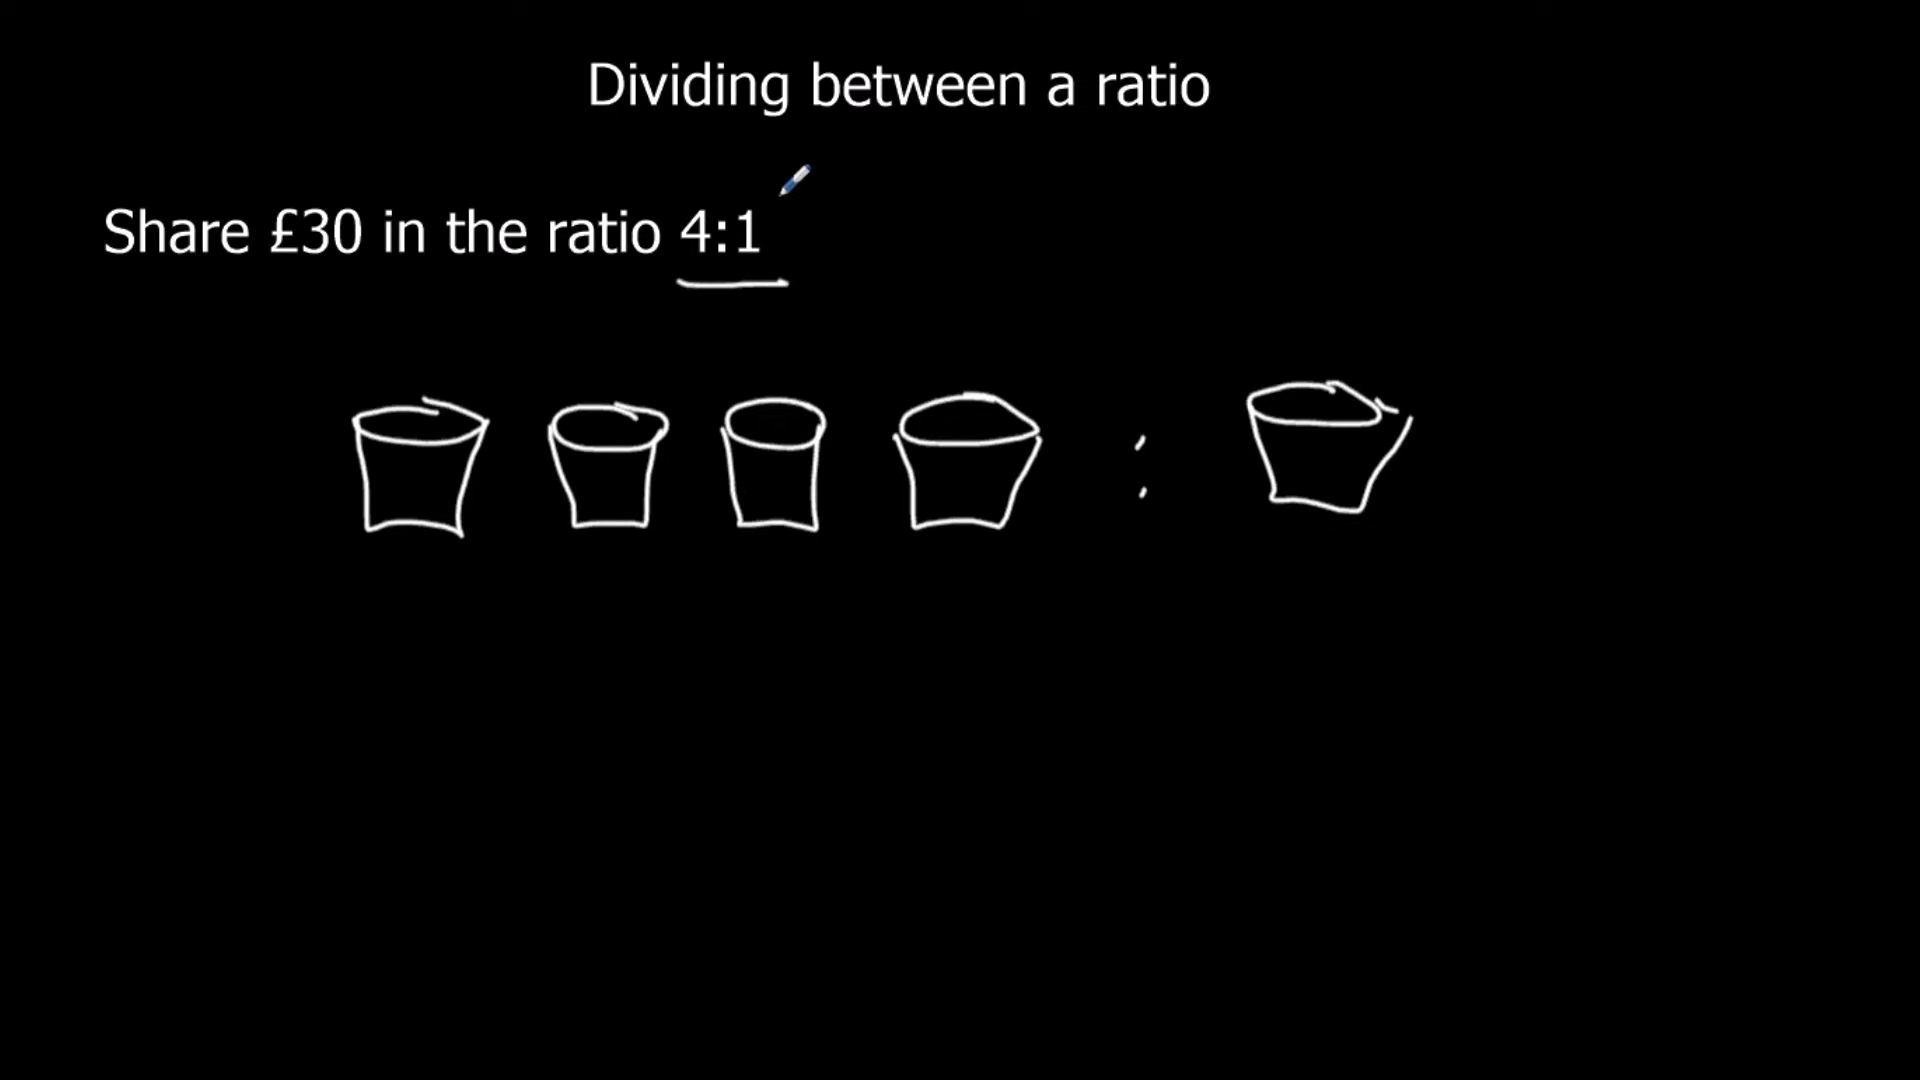 Dividing between a ratio
Share £30 in the ratio 4:1
: